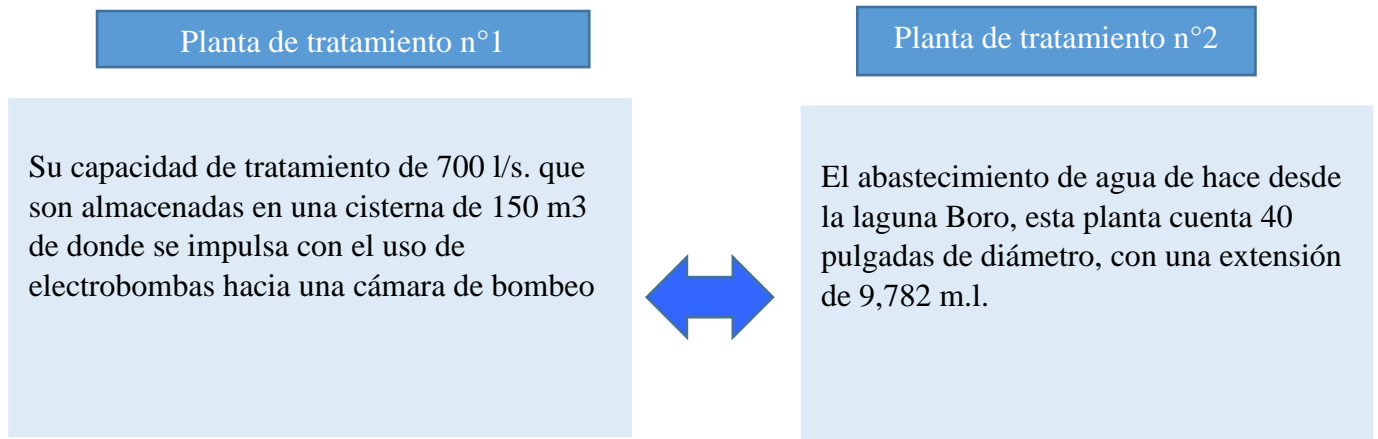 Planta de tratamiento n°1
Su capacidad de tratamiento de 700 l/s. que
son almacenadas en una cisterna de 150 m3
de donde se impulsa con el uso de
electrobombas hacia una cámara de bombeo
Planta de tratamiento n°2
El abastecimiento de agua de hace desde
la laguna Boro, esta planta cuenta 40
pulgadas de diámetro, con una extensión
de 9,782 m.l.